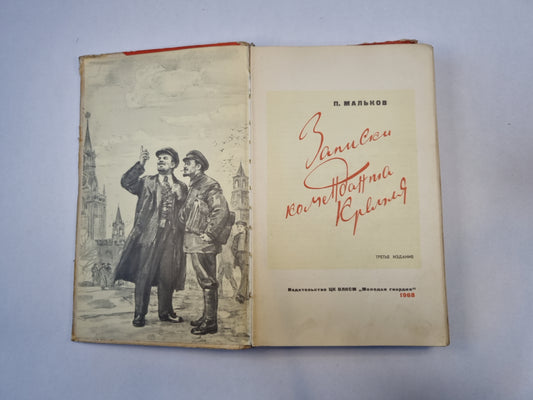 П. МАЛЬКОВ
Записки
коменданта
Кремля
ТРЕТЬЕ ИЗДАНИЕ
Издательство ЦК ВЛКСМ „Молодая гвардия“
1968